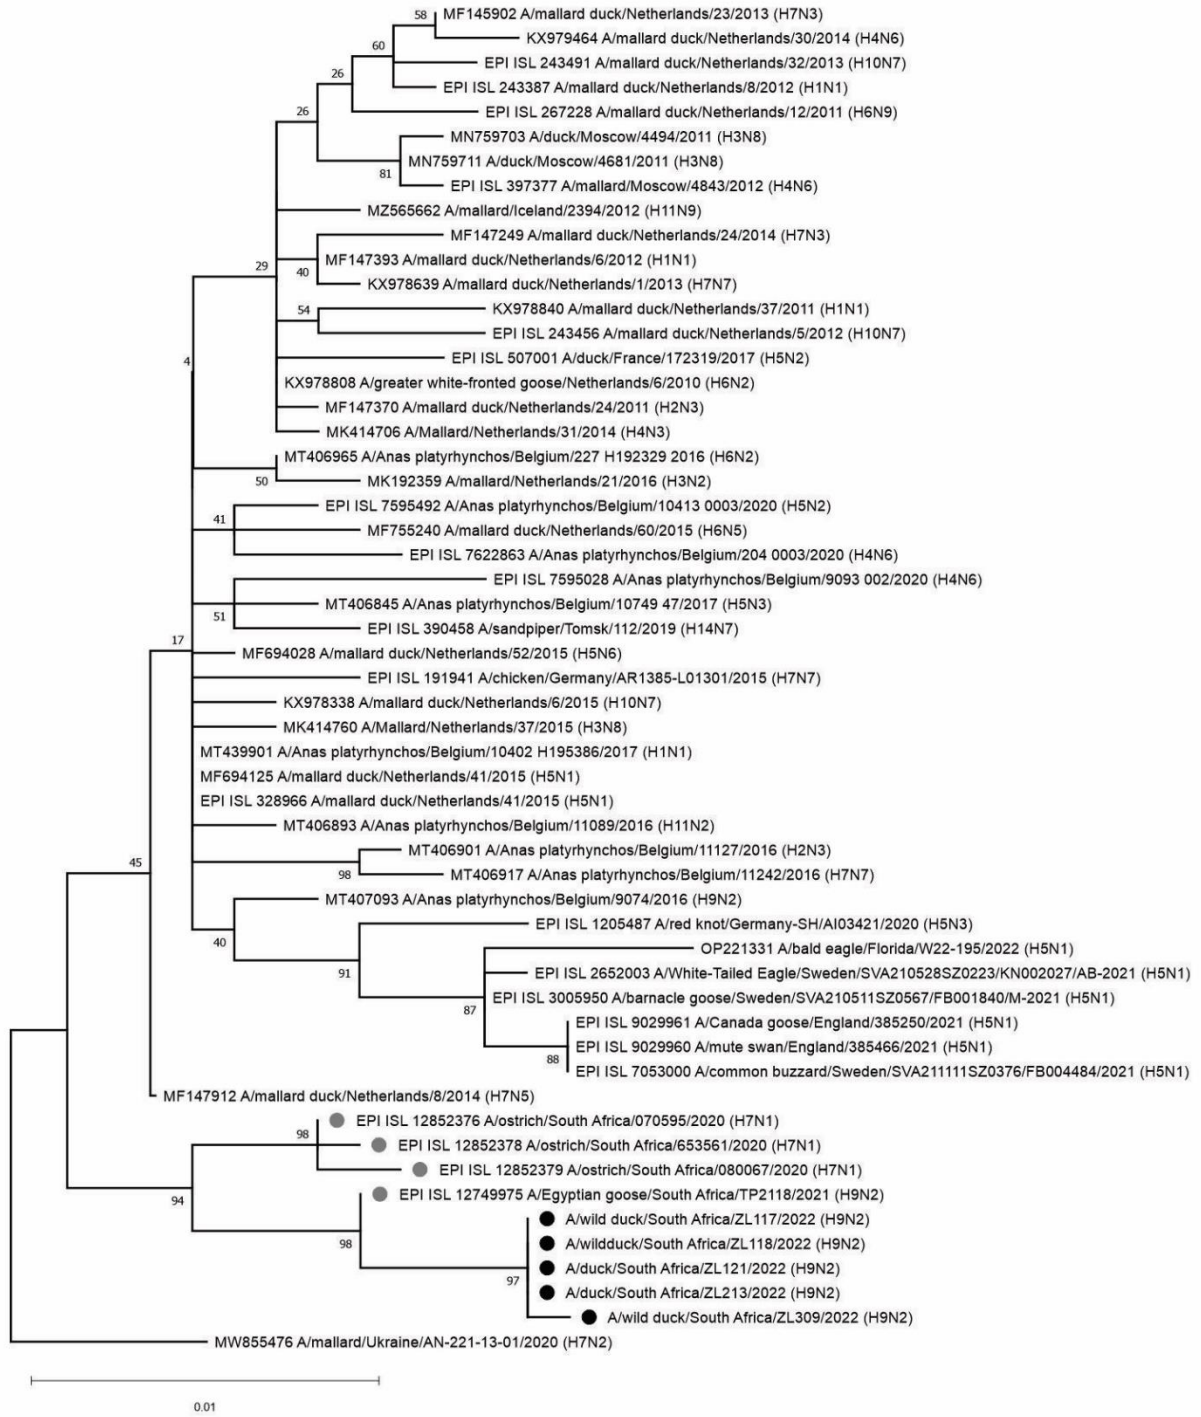 58
MF145902 A/mallard duck/Netherlands/23/2013 (H7N3)
KX979464 A/mallard duck/Netherlands/30/2014 (H4N6)
60
EPI ISL 243491 A/mallard duck/Netherlands/32/2013 (H10N7)
26
EPI ISL 243387 A/mallard duck/Netherlands/8/2012 (H1N1)
26
EPI ISL 267228 A/mallard duck/Netherlands/12/2011 (H6N9)
MN759703 A/duck/Moscow/4494/2011 (H3N8)
MN759711 A/duck/Moscow/4681/2011 (H3N8)
81
EPI ISL 397377 A/mallard/Moscow/4843/2012 (H4N6)
MZ565662 A/mallard/Iceland/2394/2012 (H11N9)
MF147249 A/mallard duck/Netherlands/24/2014 (H7N3)
29
MF147393 A/mallard duck/Netherlands/6/2012 (H1N1)
40
KX978639 A/mallard duck/Netherlands/1/2013 (H7N7)
54
KX978840 A/mallard duck/Netherlands/37/2011 (H1N1)
EPI ISL 243456 A/mallard duck/Netherlands/5/2012 (H10N7)
4
EPI ISL 507001 A/duck/France/172319/2017 (H5N2)
KX978808 A/greater white-fronted goose/Netherlands/6/2010 (H6N2)
MF147370 A/mallard duck/Netherlands/24/2011 (H2N3)
MK414706 A/Mallard/Netherlands/31/2014 (H4N3)
MT406965 A/Anas platyrhynchos/Belgium/227 H192329 2016 (H6N2)
50
MK192359 A/mallard/Netherlands/21/2016 (H3N2)
EPI ISL 7595492 A/Anas platyrhynchos/Belgium/10413 0003/2020 (H5N2)
41
MF755240 A/mallard duck/Netherlands/60/2015 (H6N5)
EPI ISL 7622863 A/Anas platyrhynchos/Belgium/204 0003/2020 (H4N6)
EPI ISL 7595028 A/Anas platyrhynchos/Belgium/9093 002/2020 (H4N6)
MT406845 A/Anas platyrhynchos/Belgium/10749 47/2017 (H5N3)
51
EPI ISL 390458 A/sandpiper/Tomsk/112/2019 (H14N7)
17
MF694028 A/mallard duck/Netherlands/52/2015 (H5N6)
EPI ISL 191941 A/chicken/Germany/AR1385-L01301/2015 (H7N7)
KX978338 A/mallard duck/Netherlands/6/2015 (H10N7)
MK414760 A/Mallard/Netherlands/37/2015 (H3N8)
MT439901 A/Anas platyrhynchos/Belgium/10402 H195386/2017 (H1N1)
MF694125 A/mallard duck/Netherlands/41/2015 (H5N1)
EPI ISL 328966 A/mallard duck/Netherlands/41/2015 (H5N1)
MT406893 A/Anas platyrhynchos/Belgium/11089/2016 (H11N2)
MT406901 A/Anas platyrhynchos/Belgium/11127/2016 (H2N3)
45
98
MT406917 A/Anas platyrhynchos/Belgium/11242/2016 (H7N7)
MT407093 A/Anas platyrhynchos/Belgium/9074/2016 (H9N2)
EPI ISL 1205487 A/red knot/Germany-SH/AI03421/2020 (H5N3)
40
OP221331 A/bald eagle/Florida/W22-195/2022 (H5N1)
91
EPI ISL 2652003 A/White-Tailed Eagle/Sweden/SVA210528SZ0223/KN002027/AB-2021 (H5N1)
EPI ISL 3005950 A/barnacle goose/Sweden/SVA210511SZ0567/FB001840/M-2021 (H5N1)
87
EPI ISL 9029961 A/Canada goose/England/385250/2021 (H5N1)
EPI ISL 9029960 A/mute swan/England/385466/2021 (H5N1)
88
EPI ISL 7053000 A/common buzzard/Sweden/SVA211111SZ0376/FB004484/2021 (H5N1)
MF147912 A/mallard duck/Netherlands/8/2014 (H7N5)
EPI ISL 12852376 A/ostrich/South Africa/070595/2020 (H7N1)
98
EPI ISL 12852378 A/ostrich/South Africa/653561/2020 (H7N1)
EPI ISL 12852379 A/ostrich/South Africa/080067/2020 (H7N1)
94
EPI ISL 12749975 A/Egyptian goose/South Africa/TP2118/2021 (H9N2)
A/wild duck/South Africa/ZL117/2022 (H9N2)
98
A/wildduck/South Africa/ZL118/2022 (H9N2)
A/duck/South Africa/ZL121/2022 (H9N2)
97
A/duck/South Africa/ZL213/2022 (H9N2)
A/wild duck/South Africa/ZL309/2022 (H9N2)
MW855476 A/mallard/Ukraine/AN-221-13-01/2020 (H7N2)
0.01